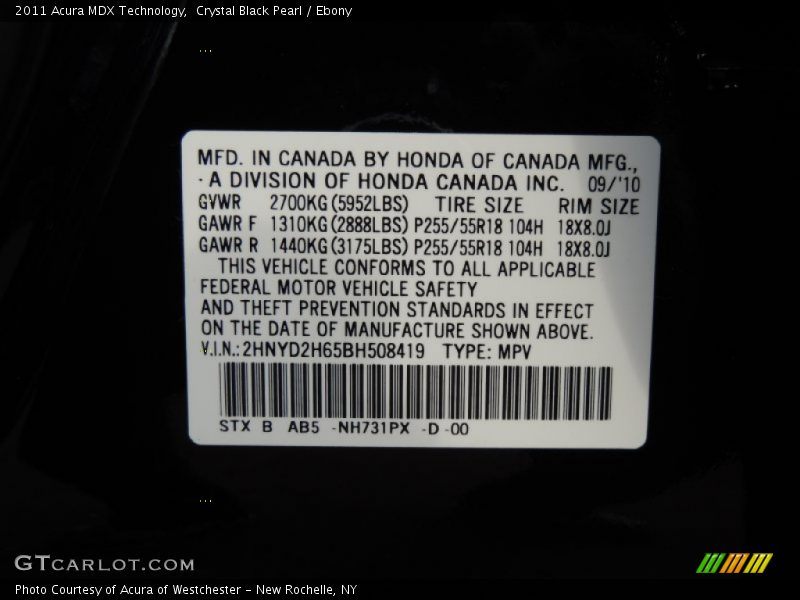 2011 Acura MDX Technology,  Crystal Black Pearl / Ebony
MFD. IN CANADA BY HONDA OF CANADA MFG.,
- A DIVISION OF HONDA CANADA INC. 09/'10
GVWR 2700KG(5952LBS) TIRE SIZE RIM SIZE
GAWR F 1310KG(2888LBS) P255/55R18 104H 18X8.0J
GAWR R 1440KG(3175LBS) P255/55R18 104H 18X8.0J
THIS VEHICLE CONFORMS TO ALL APPLICABLE
FEDERAL MOTOR VEHICLE SAFETY
AND THEFT PREVENTION STANDARDS IN EFFECT
ON THE DATE OF MANUFACTURE SHOWN ABOVE.
V.I.N.:2HNYD2H65BH508419 TYPE: MPV
STX B AB5 -NH731PX -D -00
GTCARLOT.COM
Photo Courtesy of Acura of Westchester – New Rochelle, NY